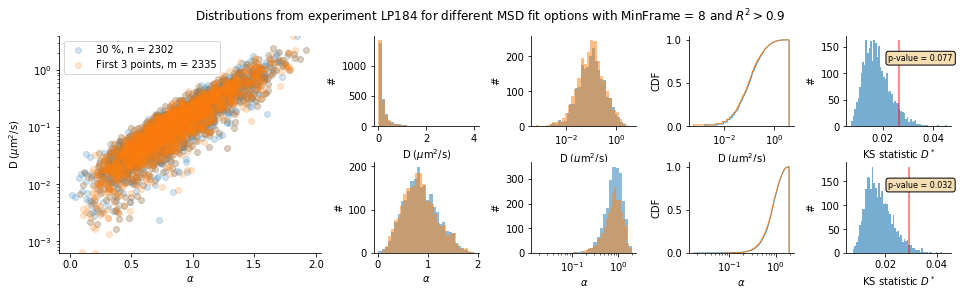 Distributions from experiment LP184 for different MSD fit options with MinFrame = 8 and R² > 0.9
30 %, n = 2302
First 3 points, m = 2335
D (μm²/s)
10⁰
10⁻¹
10⁻²
10⁻³
0.0 0.5 1.0 1.5 2.0
α
#
1000
500
0
0 2 4
D (μm²/s)
#
200
100
0
10⁻² 10⁰
D (μm²/s)
CDF
1.0
0.5
0.0
10⁻² 10⁰
D (μm²/s)
#
150
100
50
0
p-value = 0.077
0.02 0.04
KS statistic D*
#
200
100
0
0 1 2
α
#
300
200
100
0
10⁻¹ 10⁰
α
CDF
1.0
0.5
0.0
10⁻¹ 10⁰
α
#
150
100
50
0
p-value = 0.032
0.02 0.04
KS statistic D*